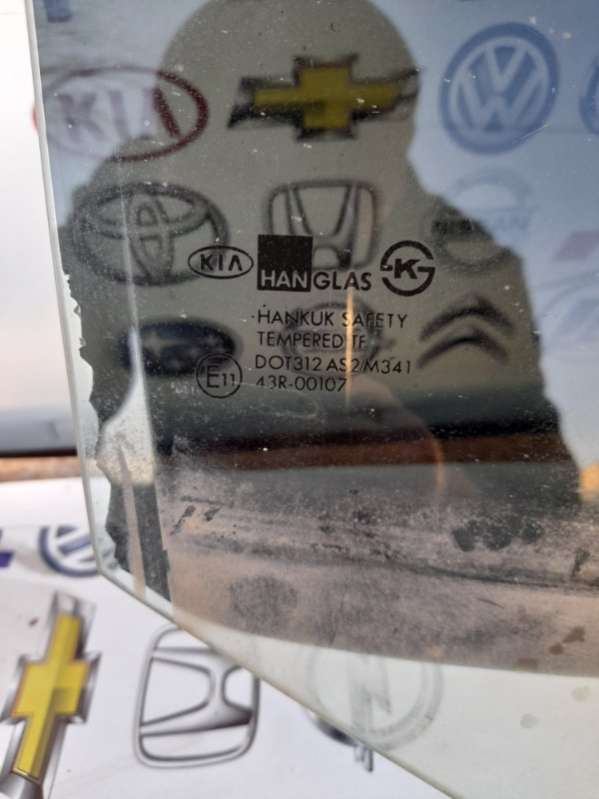 KIA
KIA
HANGLAS
K
HANKUK SAFETY
TEMPERED TF
DOT312 AS2/M341
E11
43R-00107